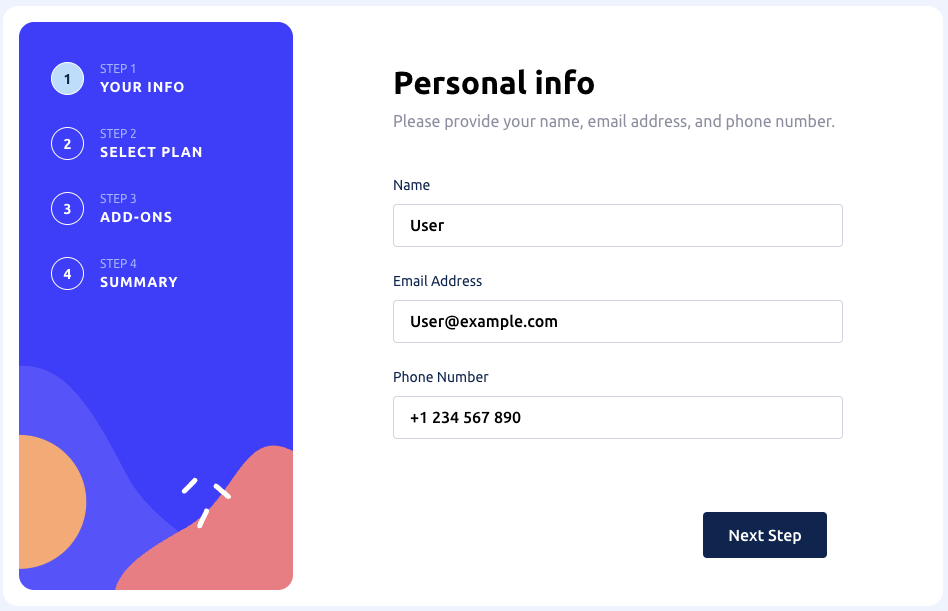 1
STEP 1
YOUR INFO
2
STEP 2
SELECT PLAN
3
STEP 3
ADD-ONS
4
STEP 4
SUMMARY
Personal info
Please provide your name, email address, and phone number.
Name
User
Email Address
User@example.com
Phone Number
+1 234 567 890
Next Step